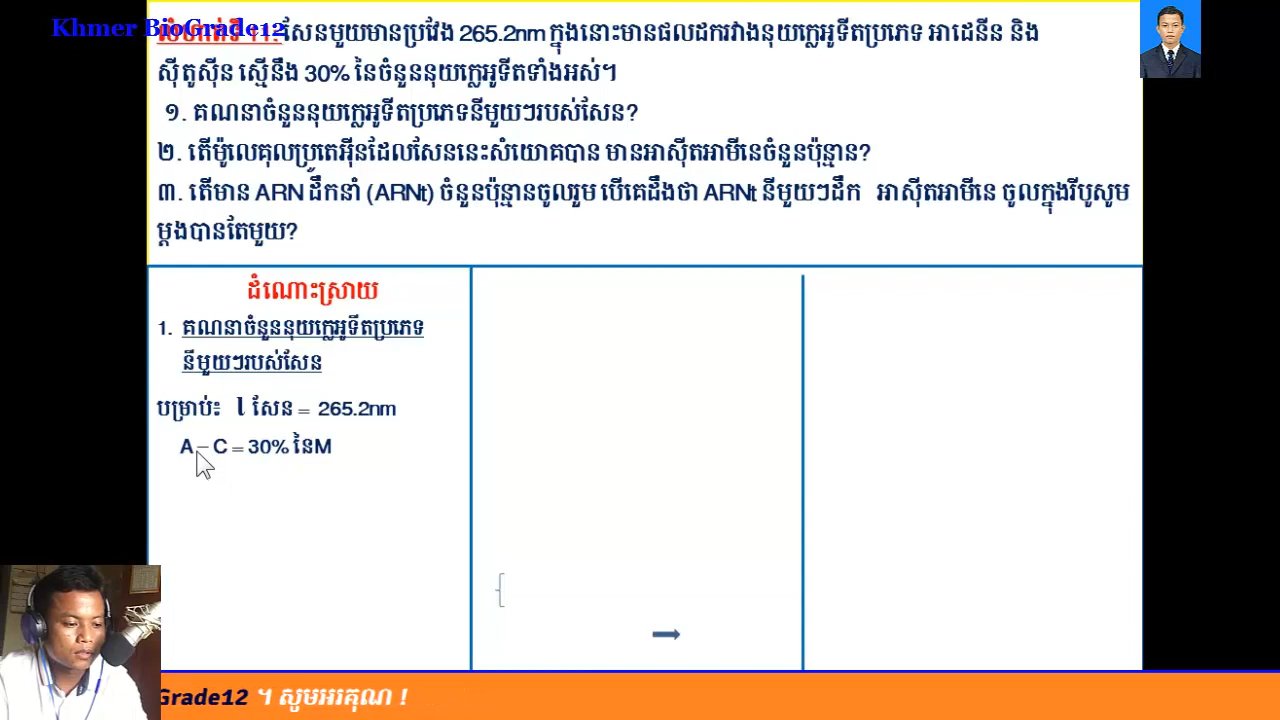 Khmer BioGrade12
សែនមួយមានប្រវែង 265.2nm ក្នុងនោះមានផលដករវាងនុយក្លេអូទីតប្រភេទ អាដេនីន និង
ស៊ីតូស៊ីន ស្មើនឹង 30% នៃចំនួននុយក្លេអូទីតទាំងអស់។
១. គណនាចំនួននុយក្លេអូទីតប្រភេទនីមួយៗរបស់សែន?
២. តើម៉ូលេគុលប្រូតេអ៊ីនដែលសែននេះសំយោគបាន មានអាស៊ីតអាមីនេចំនួនប៉ុន្មាន?
៣. តើមាន ARN ដឹកនាំ (ARNt) ចំនួនប៉ុន្មានចូលរួម បើគេដឹងថា ARNt នីមួយៗដឹក អាស៊ីតអាមីនេ ចូលក្នុងរីបូសូម
ម្តងបានតែមួយ?
ដំណោះស្រាយ
1. គណនាចំនួននុយក្លេអូទីតប្រភេទ
នីមួយៗរបស់សែន
បម្រាប់៖ l សែន = 265.2nm
A – C = 30% នៃM
Grade12 ។ សូមអរគុណ !